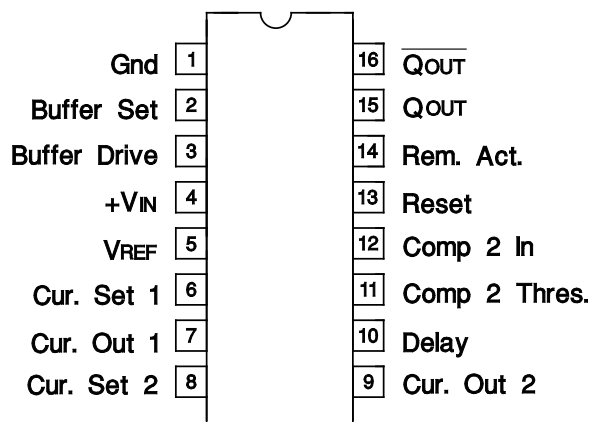 Gnd 1 16 Q̅O̅U̅T̅
Buffer Set 2 15 QOUT
Buffer Drive 3 14 Rem. Act.
+VIN 4 13 Reset
VREF 5 12 Comp 2 In
Cur. Set 1 6 11 Comp 2 Thres.
Cur. Out 1 7 10 Delay
Cur. Set 2 8 9 Cur. Out 2